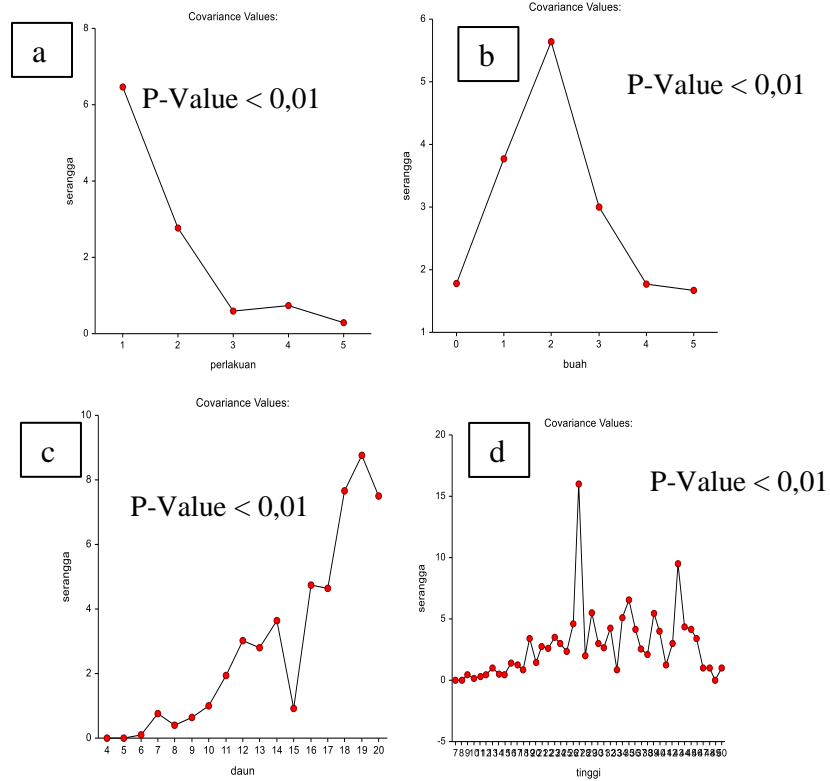 Covariance Values:
a
P-Value < 0,01
8
6
4
2
0
serangga
1 2 3 4 5
perlakuan
Covariance Values:
b
P-Value < 0,01
6
5
4
3
2
1
serangga
0 1 2 3 4 5
buah
Covariance Values:
c
P-Value < 0,01
10
8
6
4
2
0
serangga
4 5 6 7 8 9 10 11 12 13 14 15 16 17 18 19 20
daun
Covariance Values:
d
P-Value < 0,01
20
15
10
5
0
-5
serangga
tinggi